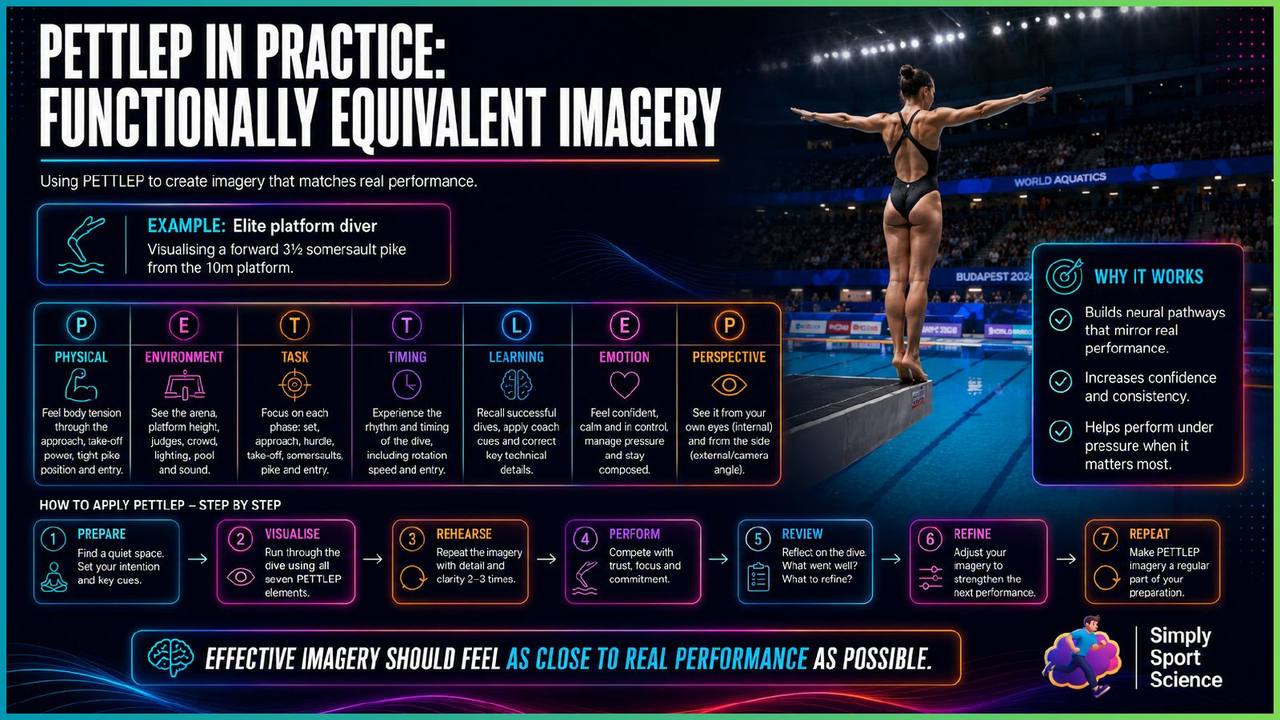 PETTLEP IN PRACTICE:
FUNCTIONALLY EQUIVALENT IMAGERY
Using PETTLEP to create imagery that matches real performance.
EXAMPLE: Elite platform diver
Visualising a forward 3½ somersault pike
from the 10m platform.
WORLD AQUATICS
BUDAPEST 2024
P
PHYSICAL
Feel body tension
through the
approach, take-off
power, tight pike
position and entry.
E
ENVIRONMENT
See the arena,
platform height,
judges, crowd,
lighting, pool
and sound.
T
TASK
Focus on each
phase: set,
approach, hurdle,
take-off, somersaults,
pike and entry.
T
TIMING
Experience the
rhythm and timing
of the dive,
including rotation
speed and entry.
L
LEARNING
Recall successful
dives, apply coach
cues and correct
key technical
details.
E
EMOTION
Feel confident,
calm and in control,
manage pressure
and stay
composed.
P
PERSPECTIVE
See it from your
own eyes (internal)
and from the side
(external/camera
angle).
WHY IT WORKS
Builds neural pathways
that mirror real
performance.
Increases confidence
and consistency.
Helps perform under
pressure when it
matters most.
HOW TO APPLY PETTLEP – STEP BY STEP
1 PREPARE
Find a quiet space.
Set your intention
and key cues.
2 VISUALISE
Run through the
dive using all
seven PETTLEP
elements.
3 REHEARSE
Repeat the imagery
with detail and
clarity 2–3 times.
4 PERFORM
Compete with
trust, focus and
commitment.
5 REVIEW
Reflect on the dive.
What went well?
What to refine?
6 REFINE
Adjust your
imagery to
strengthen the
next performance.
7 REPEAT
Make PETTLEP
imagery a regular
part of your
preparation.
EFFECTIVE IMAGERY SHOULD FEEL AS CLOSE TO REAL PERFORMANCE AS POSSIBLE.
Simply
Sport
Science